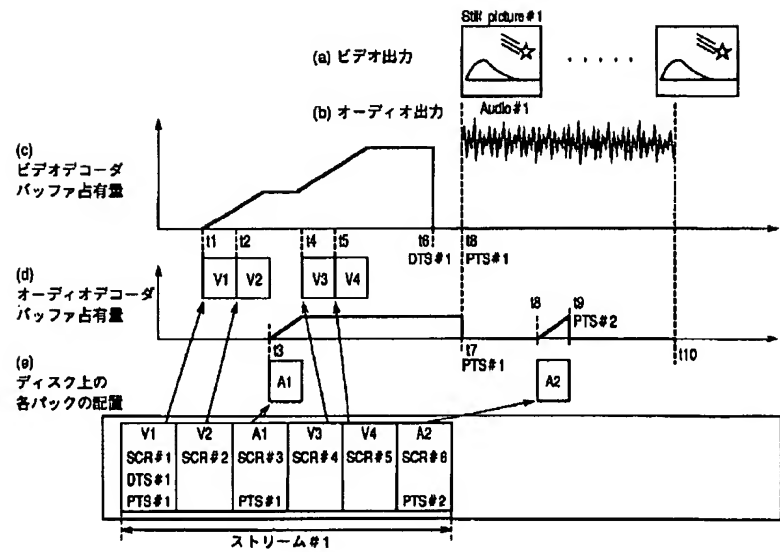 Still picture#1
(a) ビデオ出力
(b) オーディオ出力
Audio#1
(c)
ビデオデコーダ
バッファ占有量
t1 t2 t4 t5 t6 t8
DTS#1 PTS#1
V1 V2 V3 V4
(d)
オーディオデコーダ
バッファ占有量
t8 t9
PTS#2
t3 t7 t10
PTS#1
A1 A2
(e)
ディスク上の
各パックの配置
V1 V2 A1 V3 V4 A2
SCR#1 SCR#2 SCR#3 SCR#4 SCR#5 SCR#6
DTS#1
PTS#1 PTS#1 PTS#2
ストリーム#1